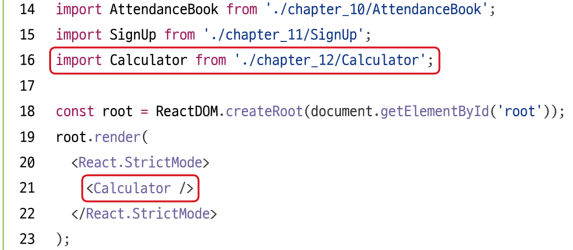 14 import AttendanceBook from './chapter_10/AttendanceBook';
15 import SignUp from './chapter_11/SignUp';
16 import Calculator from './chapter_12/Calculator';
17
18 const root = ReactDOM.createRoot(document.getElementById('root'));
19 root.render(
20   <React.StrictMode>
21     <Calculator />
22   </React.StrictMode>
23 );